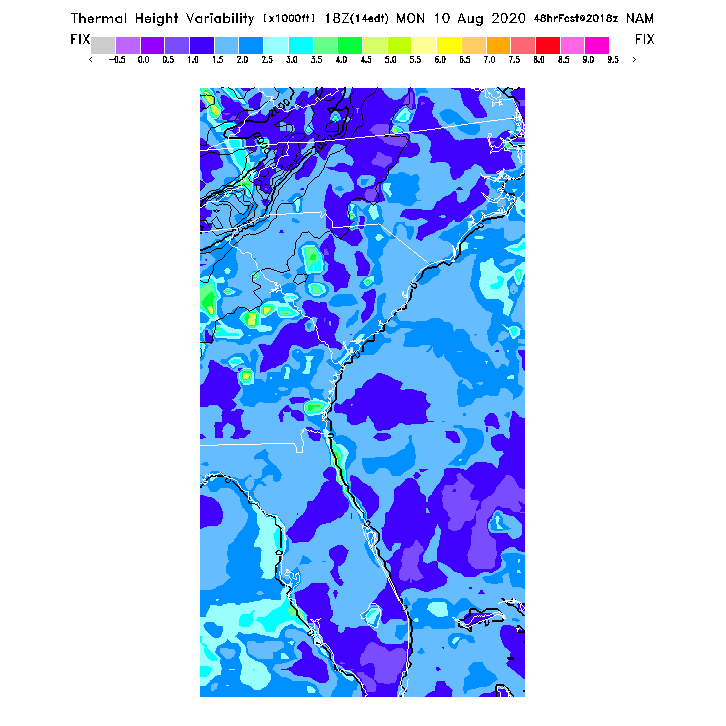 Thermal Height Variability [x1000ft] 18Z(14edt) MON 10 Aug 2020 48hrFcst@2018z NAM
FIX FIX
< -0.5 0.0 0.5 1.0 1.5 2.0 2.5 3.0 3.5 4.0 4.5 5.0 5.5 6.0 6.5 7.0 7.5 8.0 8.5 9.0 9.5 >